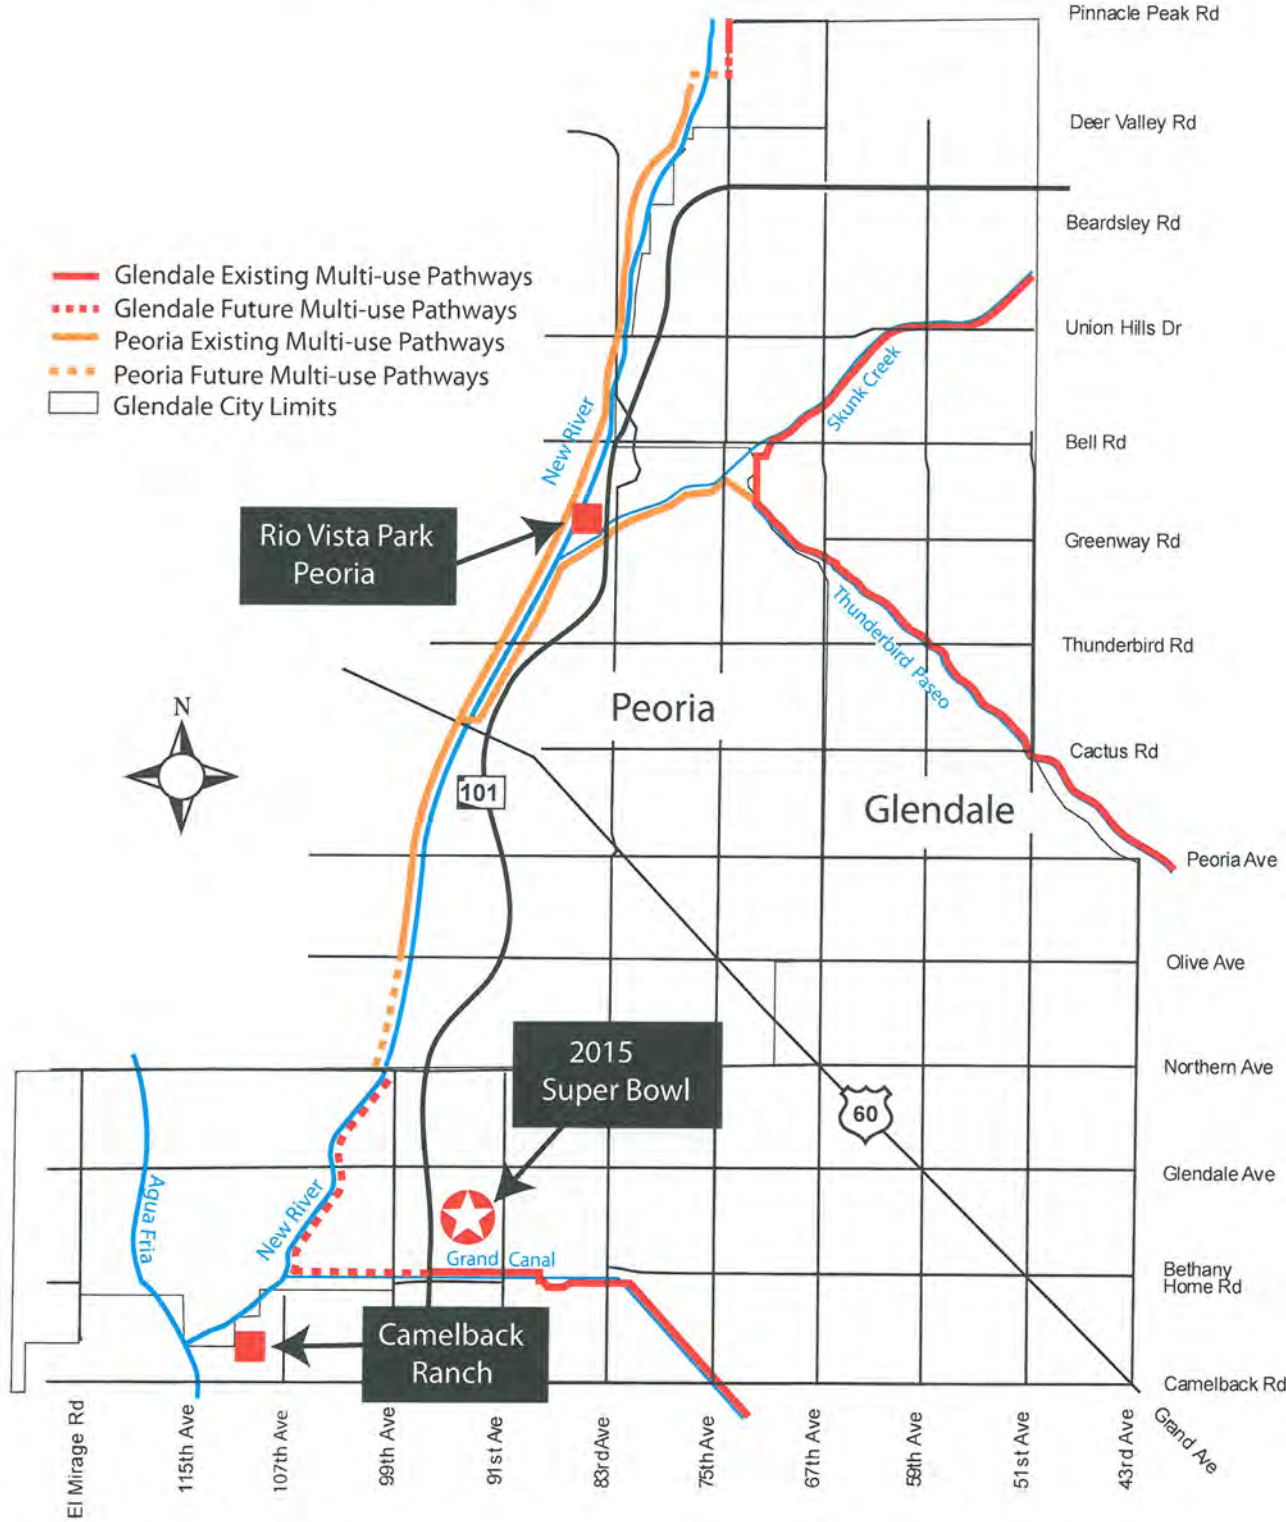 Pinnacle Peak Rd
Deer Valley Rd
Beardsley Rd
Glendale Existing Multi-use Pathways
Glendale Future Multi-use Pathways
Peoria Existing Multi-use Pathways
Peoria Future Multi-use Pathways
Glendale City Limits
Union Hills Dr
Skunk Creek
New River
Bell Rd
Rio Vista Park
Peoria
Greenway Rd
Thunderbird Paseo
Thunderbird Rd
N
Peoria
Cactus Rd
101
Glendale
Peoria Ave
Olive Ave
2015
Super Bowl
Northern Ave
60
Glendale Ave
Agua Fria
New River
Grand Canal
Bethany
Home Rd
Camelback
Ranch
Camelback Rd
El Mirage Rd
115th Ave
107th Ave
99th Ave
91st Ave
83rdAve
75th Ave
67th Ave
59th Ave
51st Ave
43rd Ave
Grand Ave